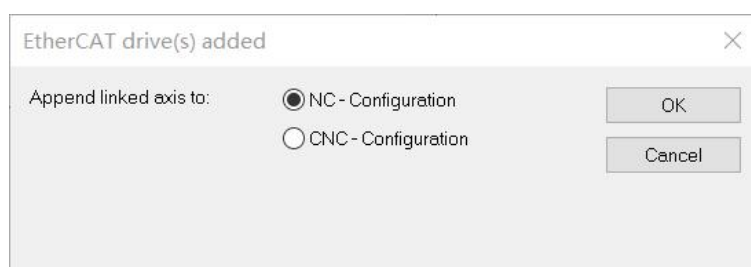 EtherCAT drive(s) added
Append linked axis to:
NC - Configuration
OK
CNC - Configuration
Cancel